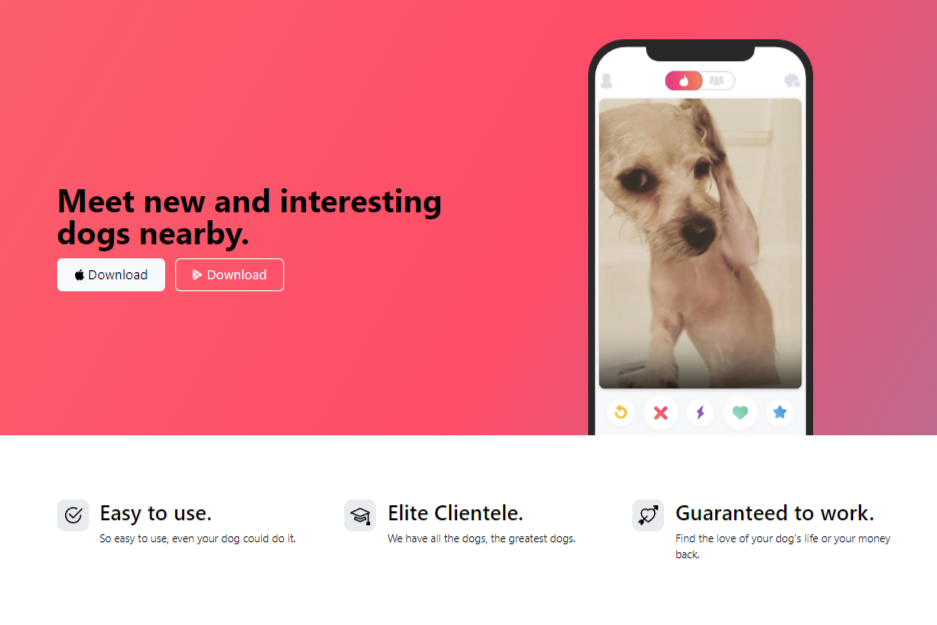 Meet new and interesting
dogs nearby.
Download
Download
Easy to use.
So easy to use, even your dog could do it.
Elite Clientele.
We have all the dogs, the greatest dogs.
Guaranteed to work.
Find the love of your dog's life or your money
back.